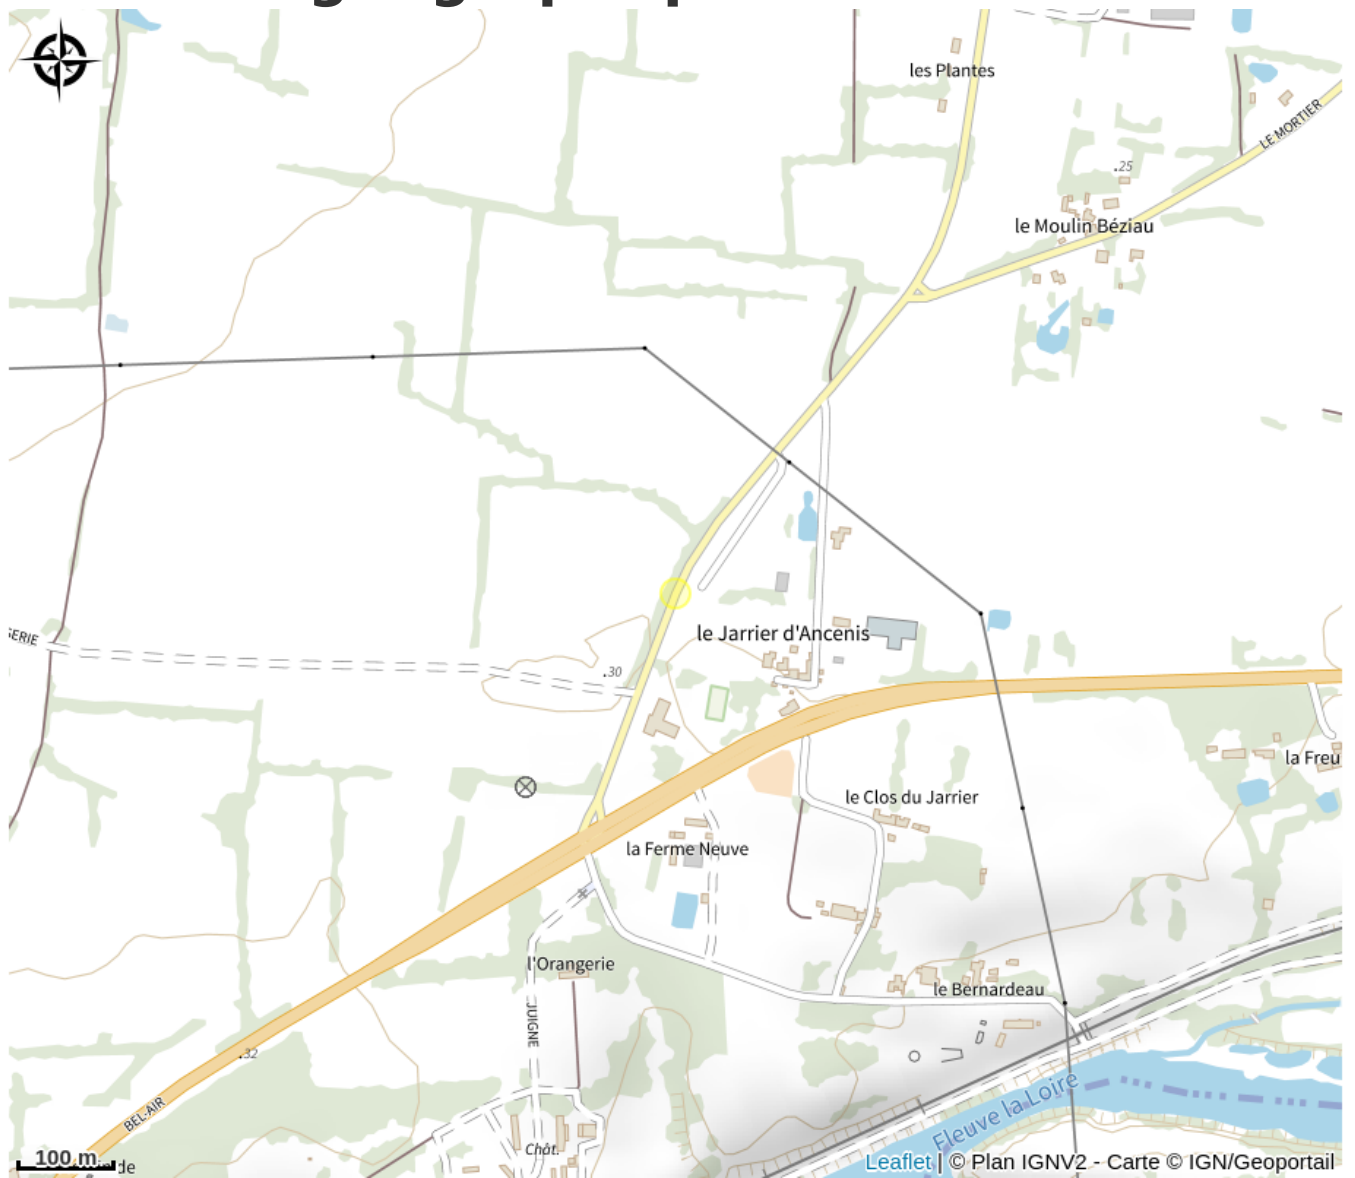 les Plantes
LE MORTIER
.25
le Moulin Béziau
GERIE
le Jarrier d'Ancenis
.30
la Freu
le Clos du Jarrier
la Ferme Neuve
l'Orangerie
le Bernardeau
JUIGNE
.32
BEL-AIR
Fleuve la Loire
Chât.
100 m
de
Leaflet | © Plan IGNV2 - Carte © IGN/Geoportail